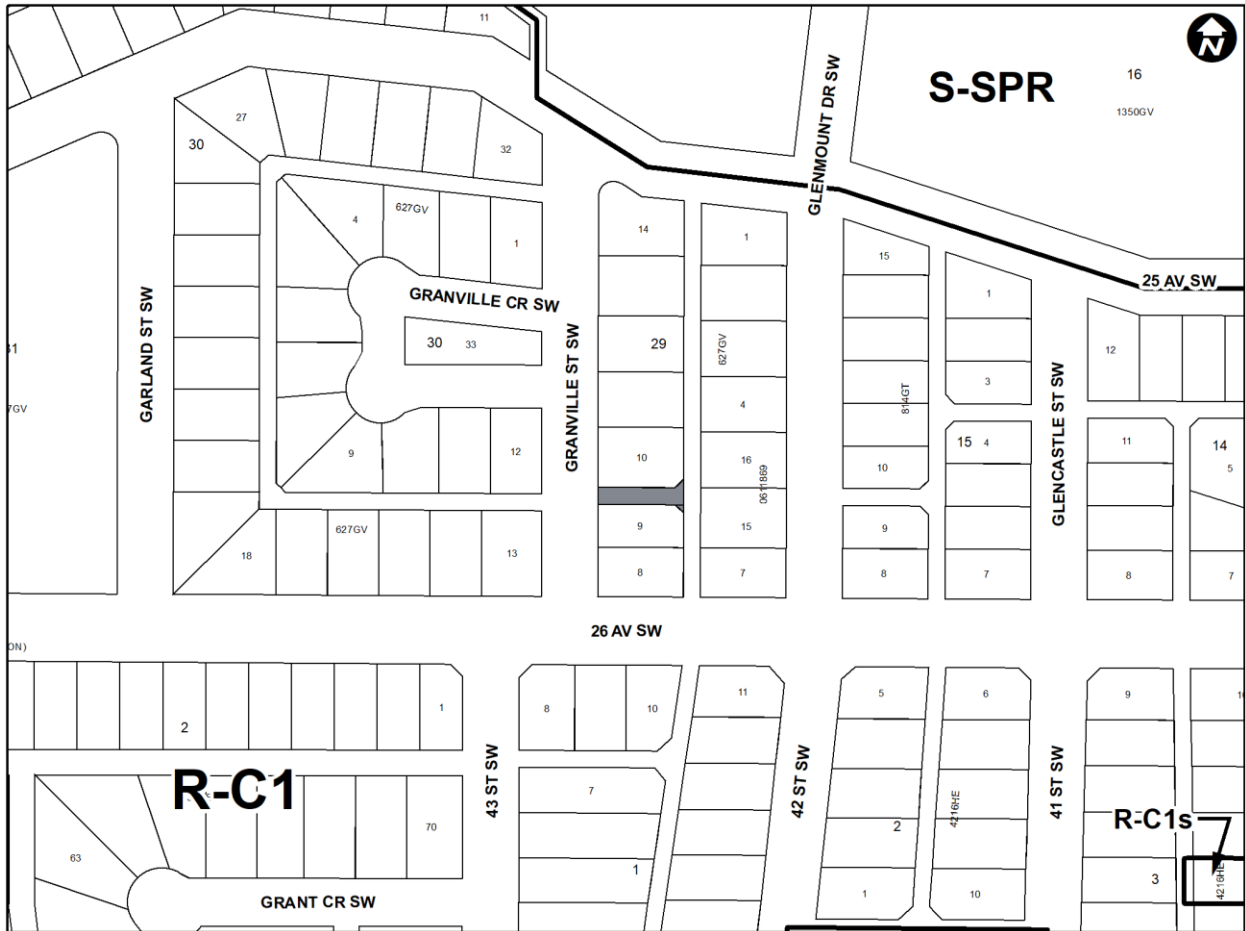 11
N
S-SPR
16
1350GV
GLENMOUNT DR SW
27
30
32
4
627GV
1
14
1
15
GRANVILLE CR SW
1
25 AV SW
GARLAND ST SW
30 33
GRANVILLE ST SW
29
627GV
12
3
814GT
GLENCASTLE ST SW
4
9
12
10
16
0611869
10
15 4
11
14
5
627GV
18
13
9
15
9
8
7
8
7
8
7
26 AV SW
1
2
8
10
11
5
6
9
R-C1
43 ST SW
7
42 ST SW
4216HE
41 ST SW
70
2
R-C1s
63
1
3
4216HE
1
10
GRANT CR SW